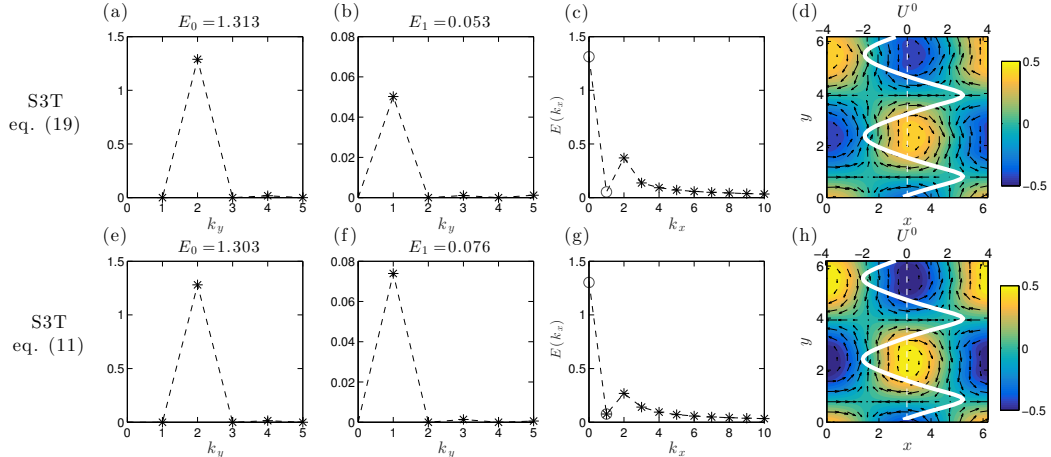 (a) (b) (c) (d)
E₀ = 1.313 E₁ = 0.053 U⁰
−4 −2 0 2 4
S3T
eq. (19)
1.5
1
0.5
0
0 1 2 3 4 5
k_y
0.08
0.06
0.04
0.02
0
0 1 2 3 4 5
k_y
E(k_x)
1.5
1
0.5
0
0 2 4 6 8 10
k_x
y
6
4
2
0
0 2 4 6
x
0.5
0
−0.5
(e) (f) (g) (h)
E₀ = 1.303 E₁ = 0.076 U⁰
−4 −2 0 2 4
S3T
eq. (11)
1.5
1
0.5
0
0 1 2 3 4 5
k_y
0.08
0.06
0.04
0.02
0
0 1 2 3 4 5
k_y
E(k_x)
1.5
1
0.5
0
0 2 4 6 8 10
k_x
y
6
4
2
0
0 2 4 6
x
0.5
0
−0.5